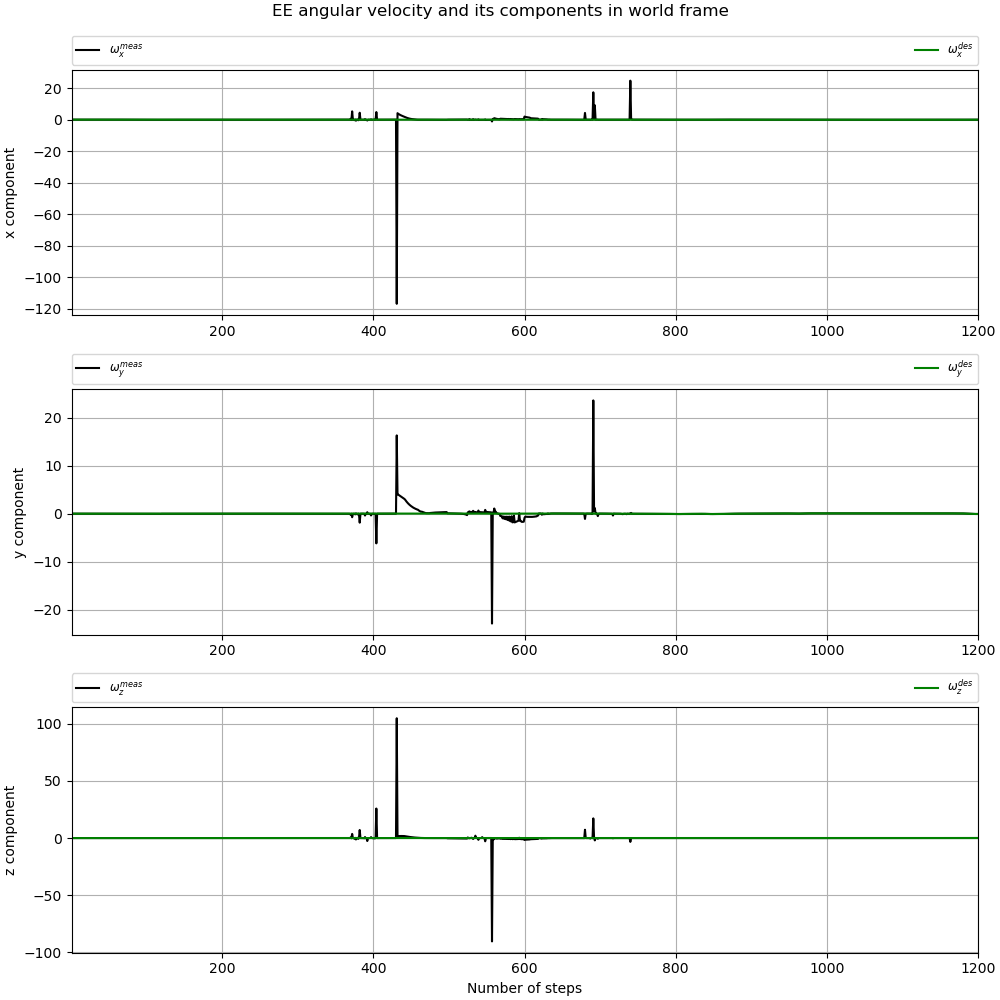 EE angular velocity and its components in world frame
ω_x^meas ω_x^des
20
0
−20
−40
−60
−80
−100
−120
x component
200 400 600 800 1000 1200
ω_y^meas ω_y^des
20
10
0
−10
−20
y component
200 400 600 800 1000 1200
ω_z^meas ω_z^des
100
50
0
−50
−100
z component
200 400 600 800 1000 1200
Number of steps